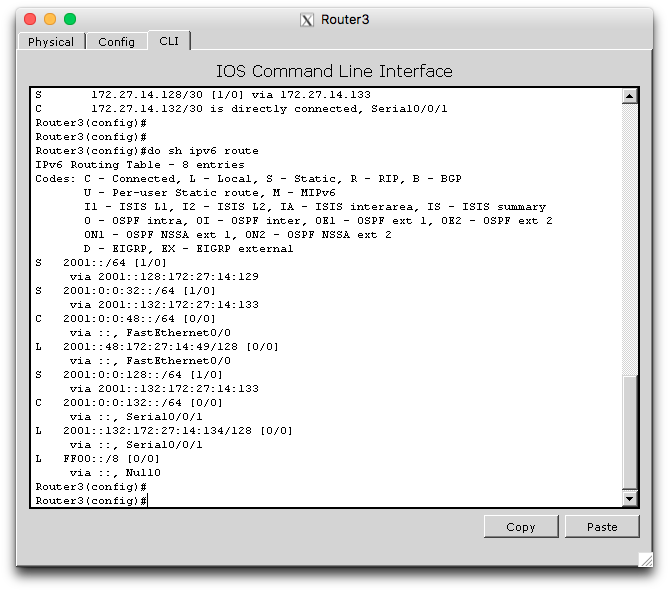 Router3
Physical Config CLI
IOS Command Line Interface
S 172.27.14.128/30 [1/0] via 172.27.14.133
C 172.27.14.132/30 is directly connected, Serial0/0/1
Router3(config)#
Router3(config)#
Router3(config)#do sh ipv6 route
IPv6 Routing Table - 8 entries
Codes: C - Connected, L - Local, S - Static, R - RIP, B - BGP
U - Per-user Static route, M - MIPv6
I1 - ISIS L1, I2 - ISIS L2, IA - ISIS interarea, IS - ISIS summary
O - OSPF intra, OI - OSPF inter, OE1 - OSPF ext 1, OE2 - OSPF ext 2
ON1 - OSPF NSSA ext 1, ON2 - OSPF NSSA ext 2
D - EIGRP, EX - EIGRP external
S 2001::/64 [1/0]
via 2001::128:172:27:14:129
S 2001:0:0:32::/64 [1/0]
via 2001::132:172:27:14:133
C 2001:0:0:48::/64 [0/0]
via ::, FastEthernet0/0
L 2001::48:172:27:14:49/128 [0/0]
via ::, FastEthernet0/0
S 2001:0:0:128::/64 [1/0]
via 2001::132:172:27:14:133
C 2001:0:0:132::/64 [0/0]
via ::, Serial0/0/1
L 2001::132:172:27:14:134/128 [0/0]
via ::, Serial0/0/1
L FF00::/8 [0/0]
via ::, Null0
Router3(config)#
Router3(config)#
Copy Paste